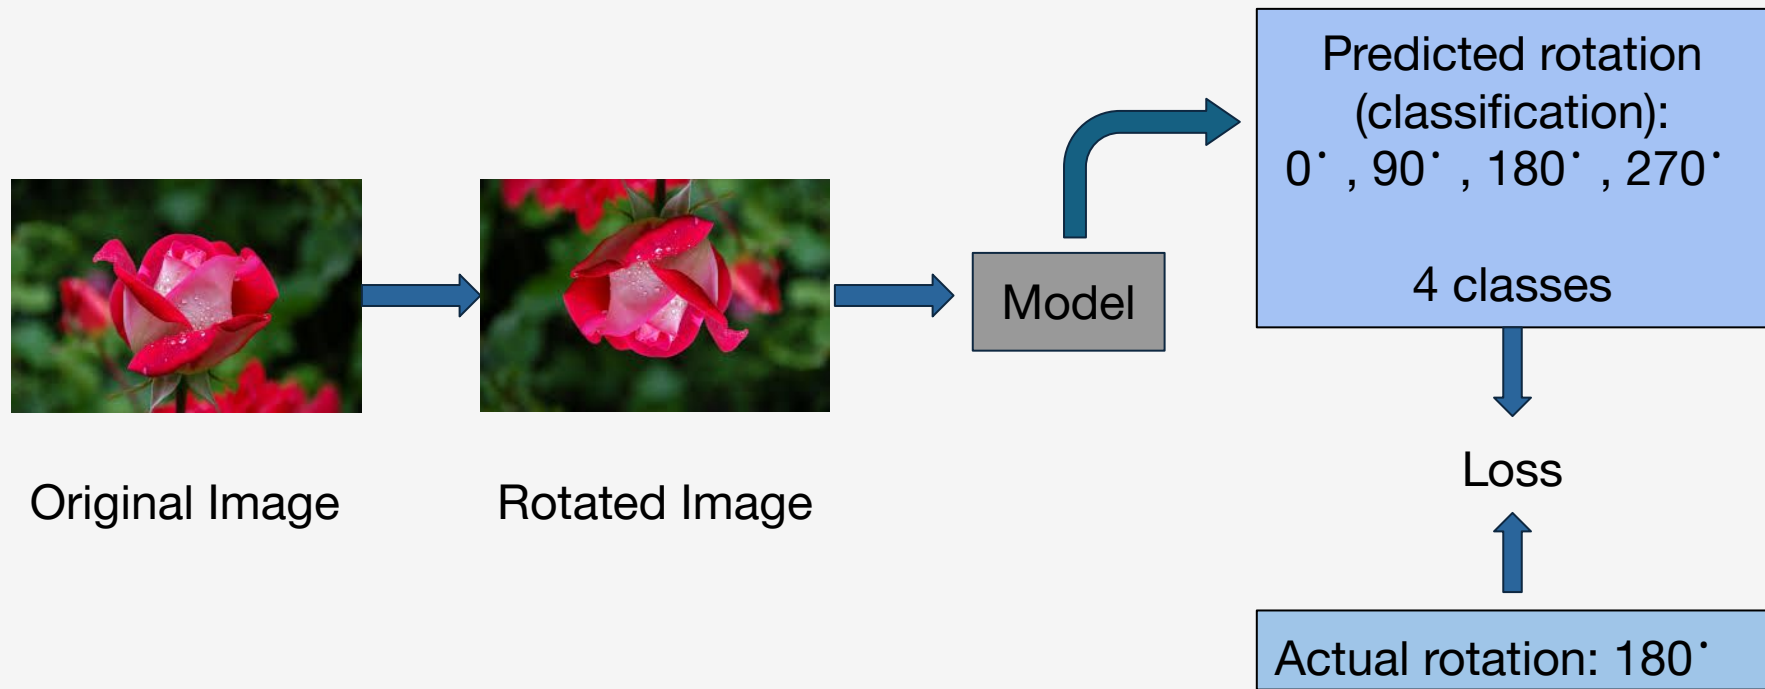 Predicted rotation
(classification):
0˙ , 90˙ , 180˙ , 270˙
4 classes
Model
Original Image
Rotated Image
Loss
Actual rotation: 180˙